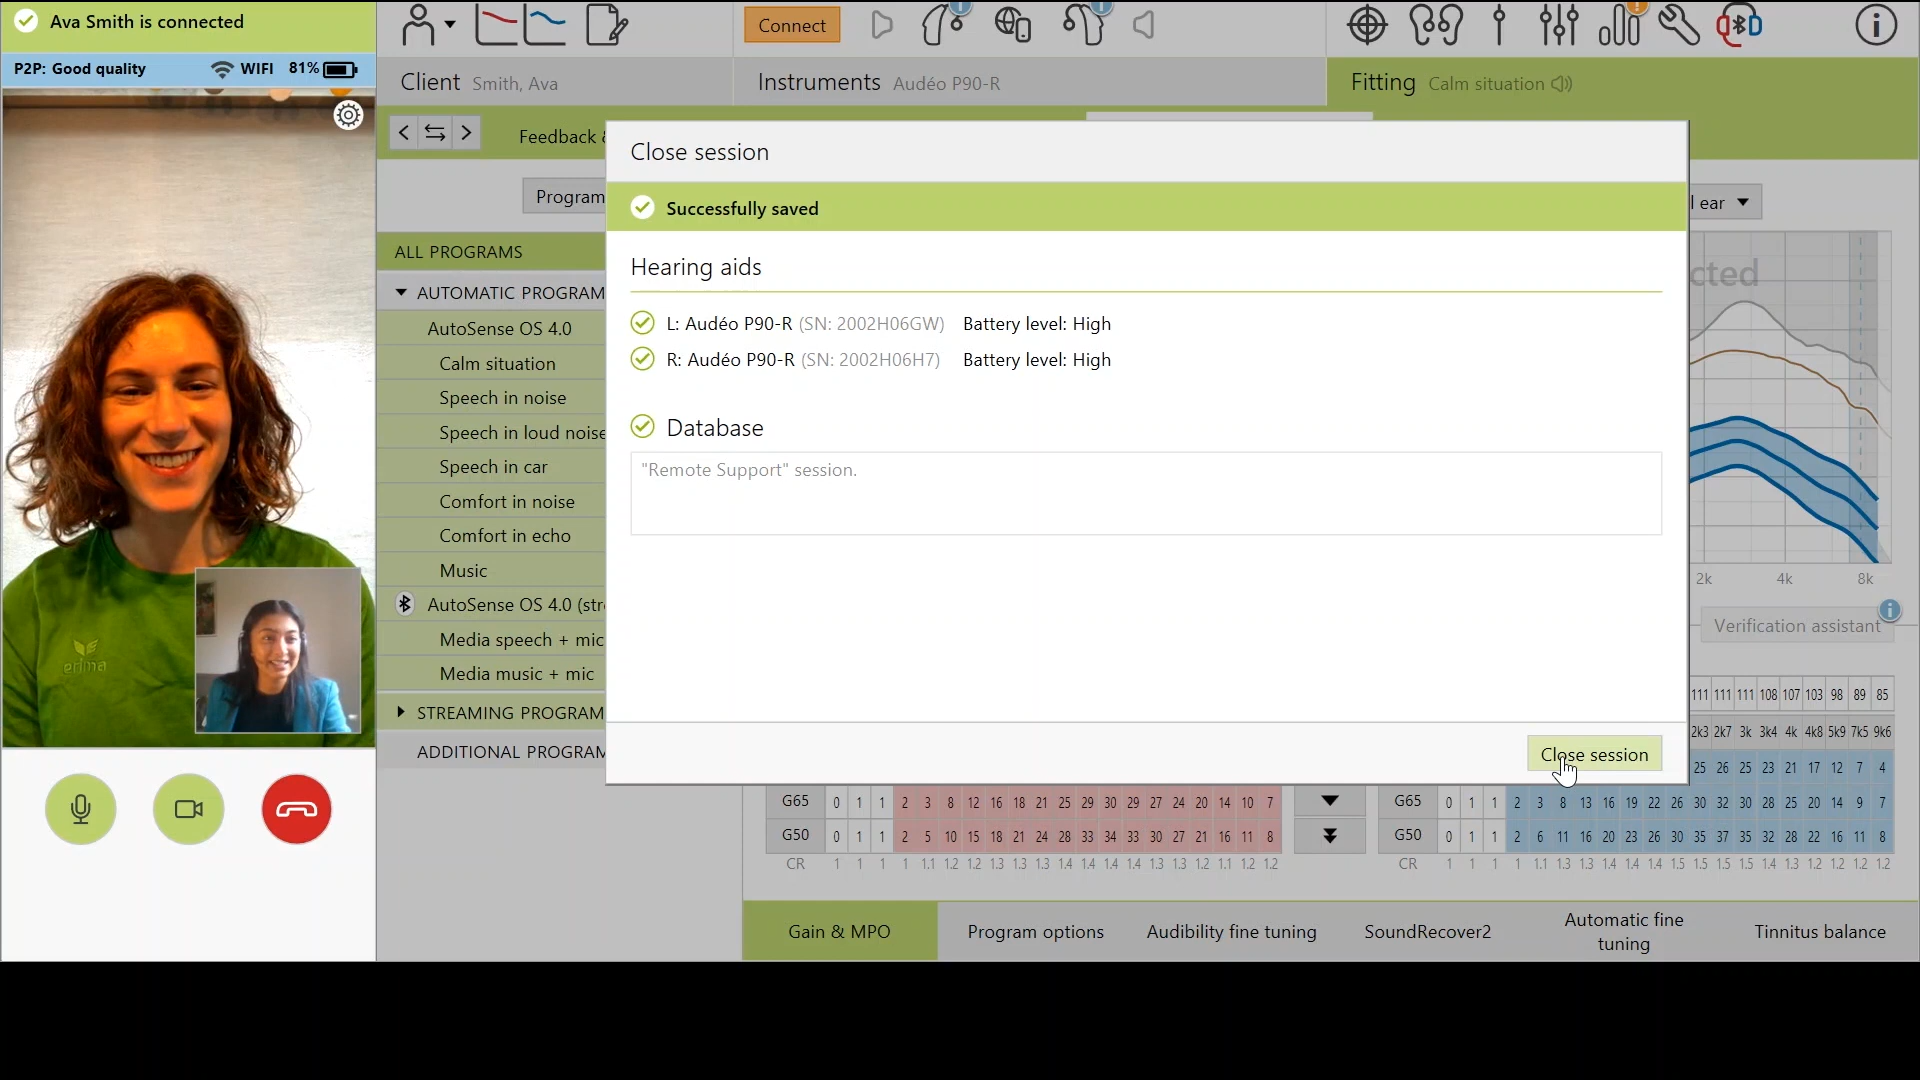 Ava Smith is connected
P2P: Good quality WIFI 81%
erima
Connect
Client Smith, Ava
Instruments Audéo P90-R
Fitting Calm situation
Feedback
Program
ALL PROGRAMS
AUTOMATIC PROGRAM
AutoSense OS 4.0
Calm situation
Speech in noise
Speech in loud noise
Speech in car
Comfort in noise
Comfort in echo
Music
AutoSense OS 4.0 (stre
Media speech + mic
Media music + mic
STREAMING PROGRAM
ADDITIONAL PROGRAM
Close session
Successfully saved
Hearing aids
L: Audéo P90-R (SN: 2002H06GW) Battery level: High
R: Audéo P90-R (SN: 2002H06H7) Battery level: High
Database
"Remote Support" session.
Close session
l ear
cted
2k 4k 8k
Verification assistant
111 111 111 108 107 103 98 89 85
2k3 2k7 3k 3k4 4k 4k8 5k9 7k5 9k6
25 26 25 23 21 17 12 7 4
G65 0 1 1 2 3 8 12 16 18 21 25 29 30 29 27 24 20 14 10 7
G65 0 1 1 2 3 8 13 16 19 22 26 30 32 30 28 25 20 14 9 7
G50 0 1 1 2 5 10 15 18 21 24 28 33 34 33 30 27 21 16 11 8
G50 0 1 1 2 6 11 16 20 23 26 30 35 37 35 32 28 22 16 11 8
CR 1 1 1 1 1.1 1.2 1.2 1.3 1.3 1.3 1.4 1.4 1.4 1.4 1.3 1.3 1.2 1.1 1.2 1.2
CR 1 1 1 1 1.1 1.3 1.3 1.4 1.4 1.4 1.5 1.5 1.5 1.5 1.4 1.3 1.2 1.2 1.2 1.2
Gain & MPO
Program options
Audibility fine tuning
SoundRecover2
Automatic fine
tuning
Tinnitus balance